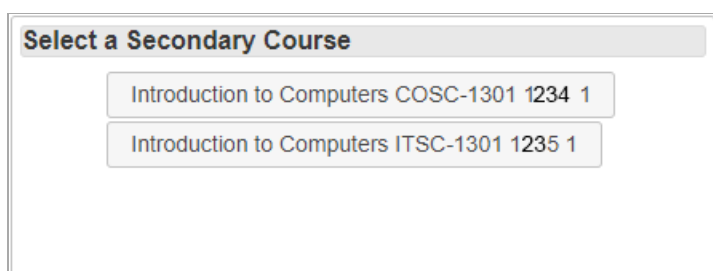 Select a Secondary Course
Introduction to Computers COSC-1301 1234 1
Introduction to Computers ITSC-1301 1235 1